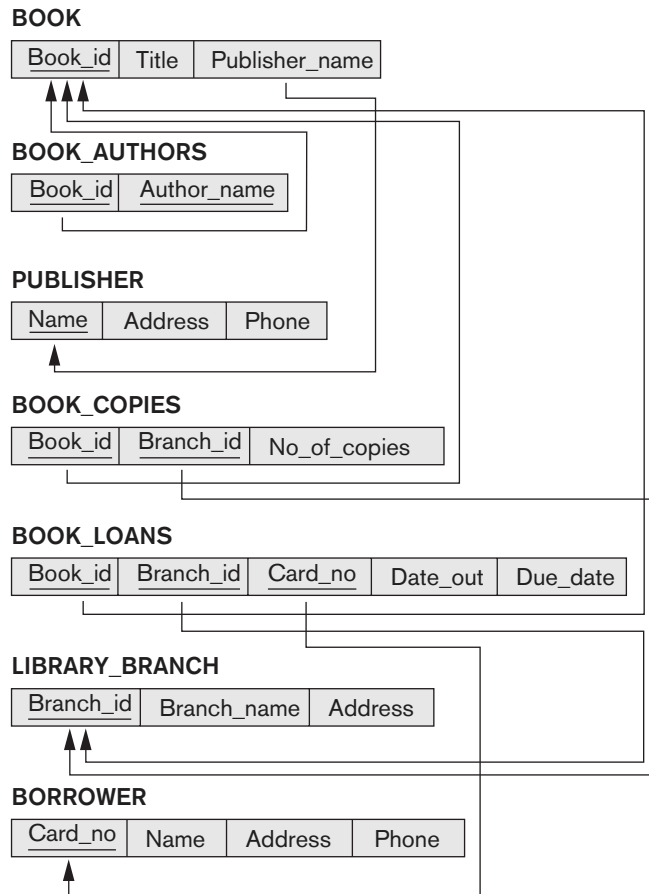 BOOK
Book_id Title Publisher_name
BOOK_AUTHORS
Book_id Author_name
PUBLISHER
Name Address Phone
BOOK_COPIES
Book_id Branch_id No_of_copies
BOOK_LOANS
Book_id Branch_id Card_no Date_out Due_date
LIBRARY_BRANCH
Branch_id Branch_name Address
BORROWER
Card_no Name Address Phone